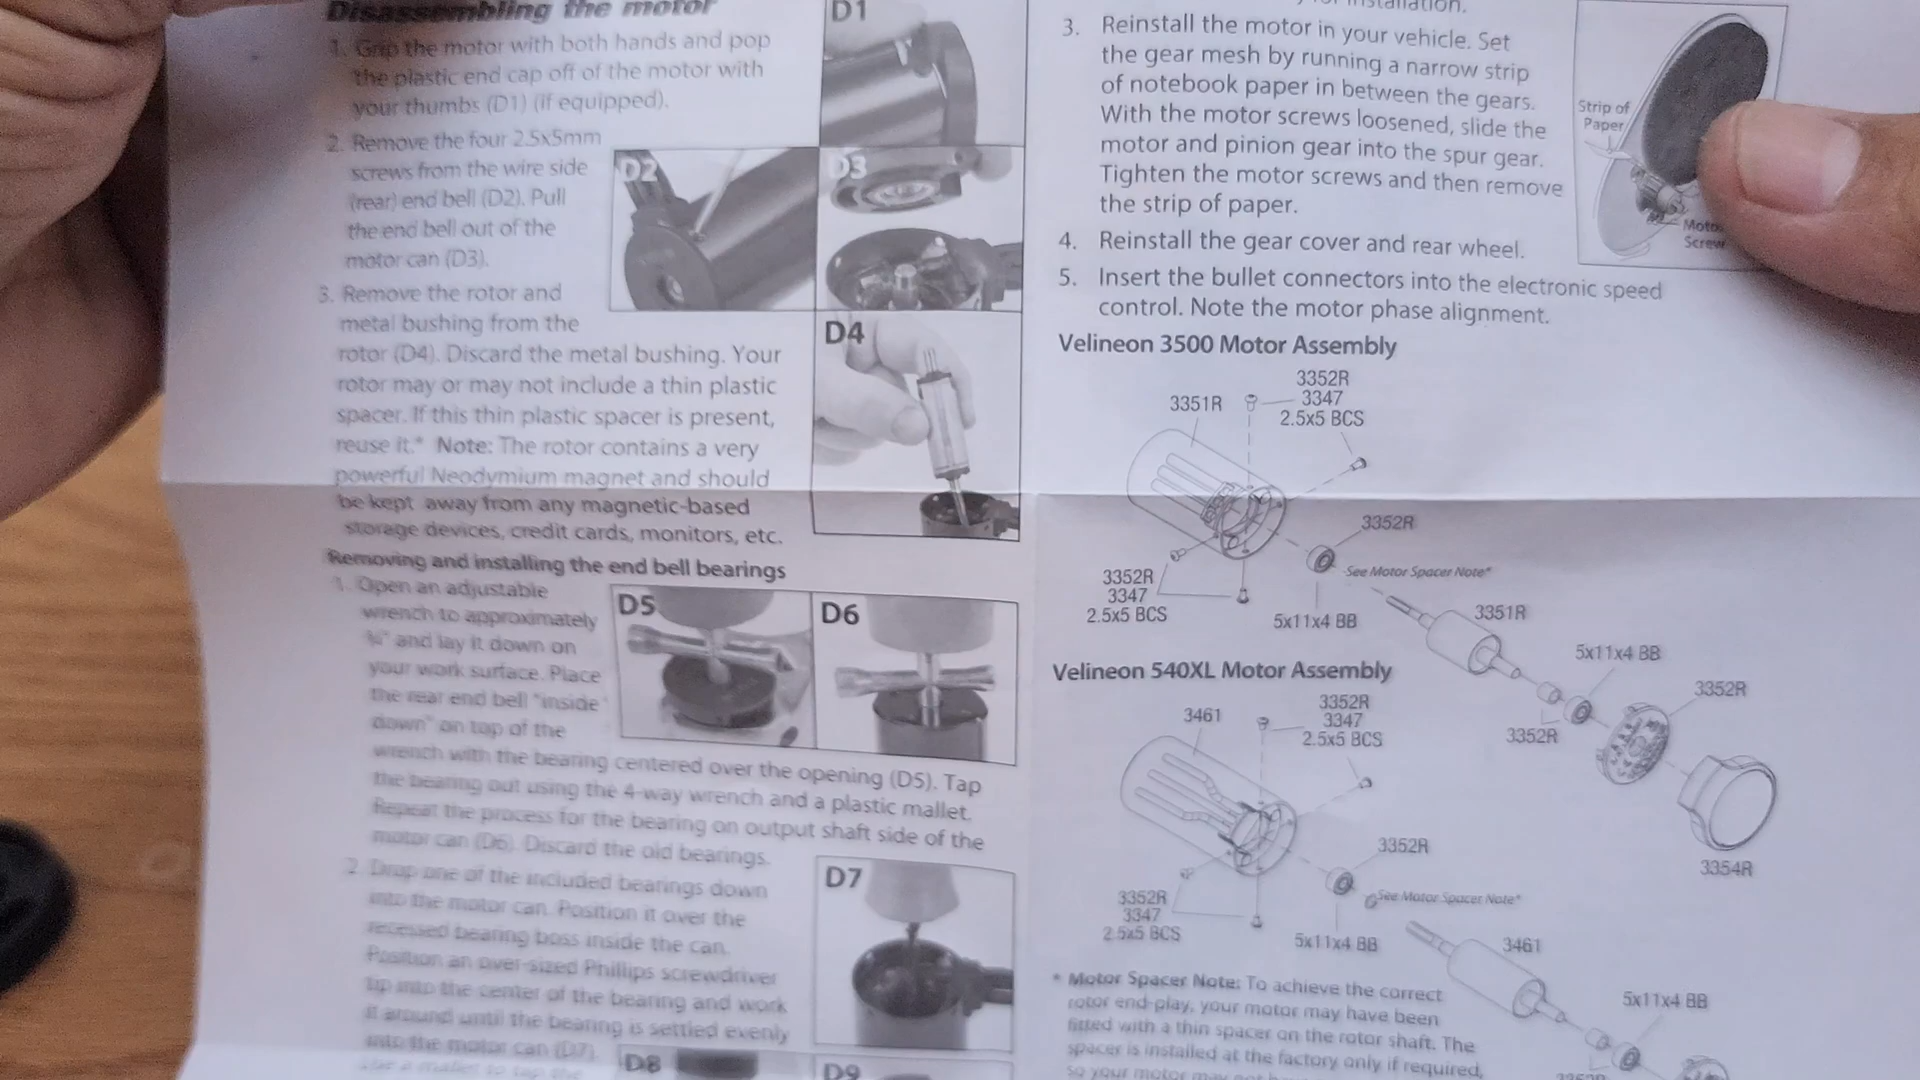 Disassembling the motor
1. Grip the motor with both hands and pop
the plastic end cap off of the motor with
your thumbs (D1) (if equipped).
2. Remove the four 2.5x5mm
screws from the wire side
(rear) end bell (D2). Pull
the end bell out of the
motor can (D3).
3. Remove the rotor and
metal bushing from the
rotor (D4). Discard the metal bushing. Your
rotor may or may not include a thin plastic
spacer. If this thin plastic spacer is present,
reuse it.* Note: The rotor contains a very
powerful Neodymium magnet and should
be kept away from any magnetic-based
storage devices, credit cards, monitors, etc.
D1
D2
D3
D4
Removing and installing the end bell bearings
1. Open an adjustable
wrench to approximately
¾" and lay it down on
your work surface. Place
the rear end bell "inside
down" on top of the
wrench with the bearing centered over the opening (D5). Tap
the bearing out using the 4-way wrench and a plastic mallet.
Repeat the process for the bearing on output shaft side of the
motor can (D6). Discard the old bearings.
D5
D6
2. Drop one of the included bearings down
into the motor can. Position it over the
recessed bearing boss inside the can.
Position an over-sized Phillips screwdriver
tip into the center of the bearing and work
it around until the bearing is settled evenly
into the motor can (D7).
Use a mallet to tap the
D7
D8
D9
installation.
3. Reinstall the motor in your vehicle. Set
the gear mesh by running a narrow strip
of notebook paper in between the gears.
With the motor screws loosened, slide the
motor and pinion gear into the spur gear.
Tighten the motor screws and then remove
the strip of paper.
Strip of
Paper
Screw
4. Reinstall the gear cover and rear wheel.
5. Insert the bullet connectors into the electronic speed
control. Note the motor phase alignment.
Velineon 3500 Motor Assembly
3351R
3352R
3347
2.5x5 BCS
3352R
See Motor Spacer Note*
3352R
3347
2.5x5 BCS
5x11x4 BB
3351R
5x11x4 BB
3352R
3352R
3354R
Velineon 540XL Motor Assembly
3461
3352R
3347
2.5x5 BCS
3352R
See Motor Spacer Note*
3352R
3347
2.5x5 BCS
5x11x4 BB
3461
5x11x4 BB
* Motor Spacer Note: To achieve the correct
rotor end-play, your motor may have been
fitted with a thin spacer on the rotor shaft. The
spacer is installed at the factory only if required,
so your motor may not